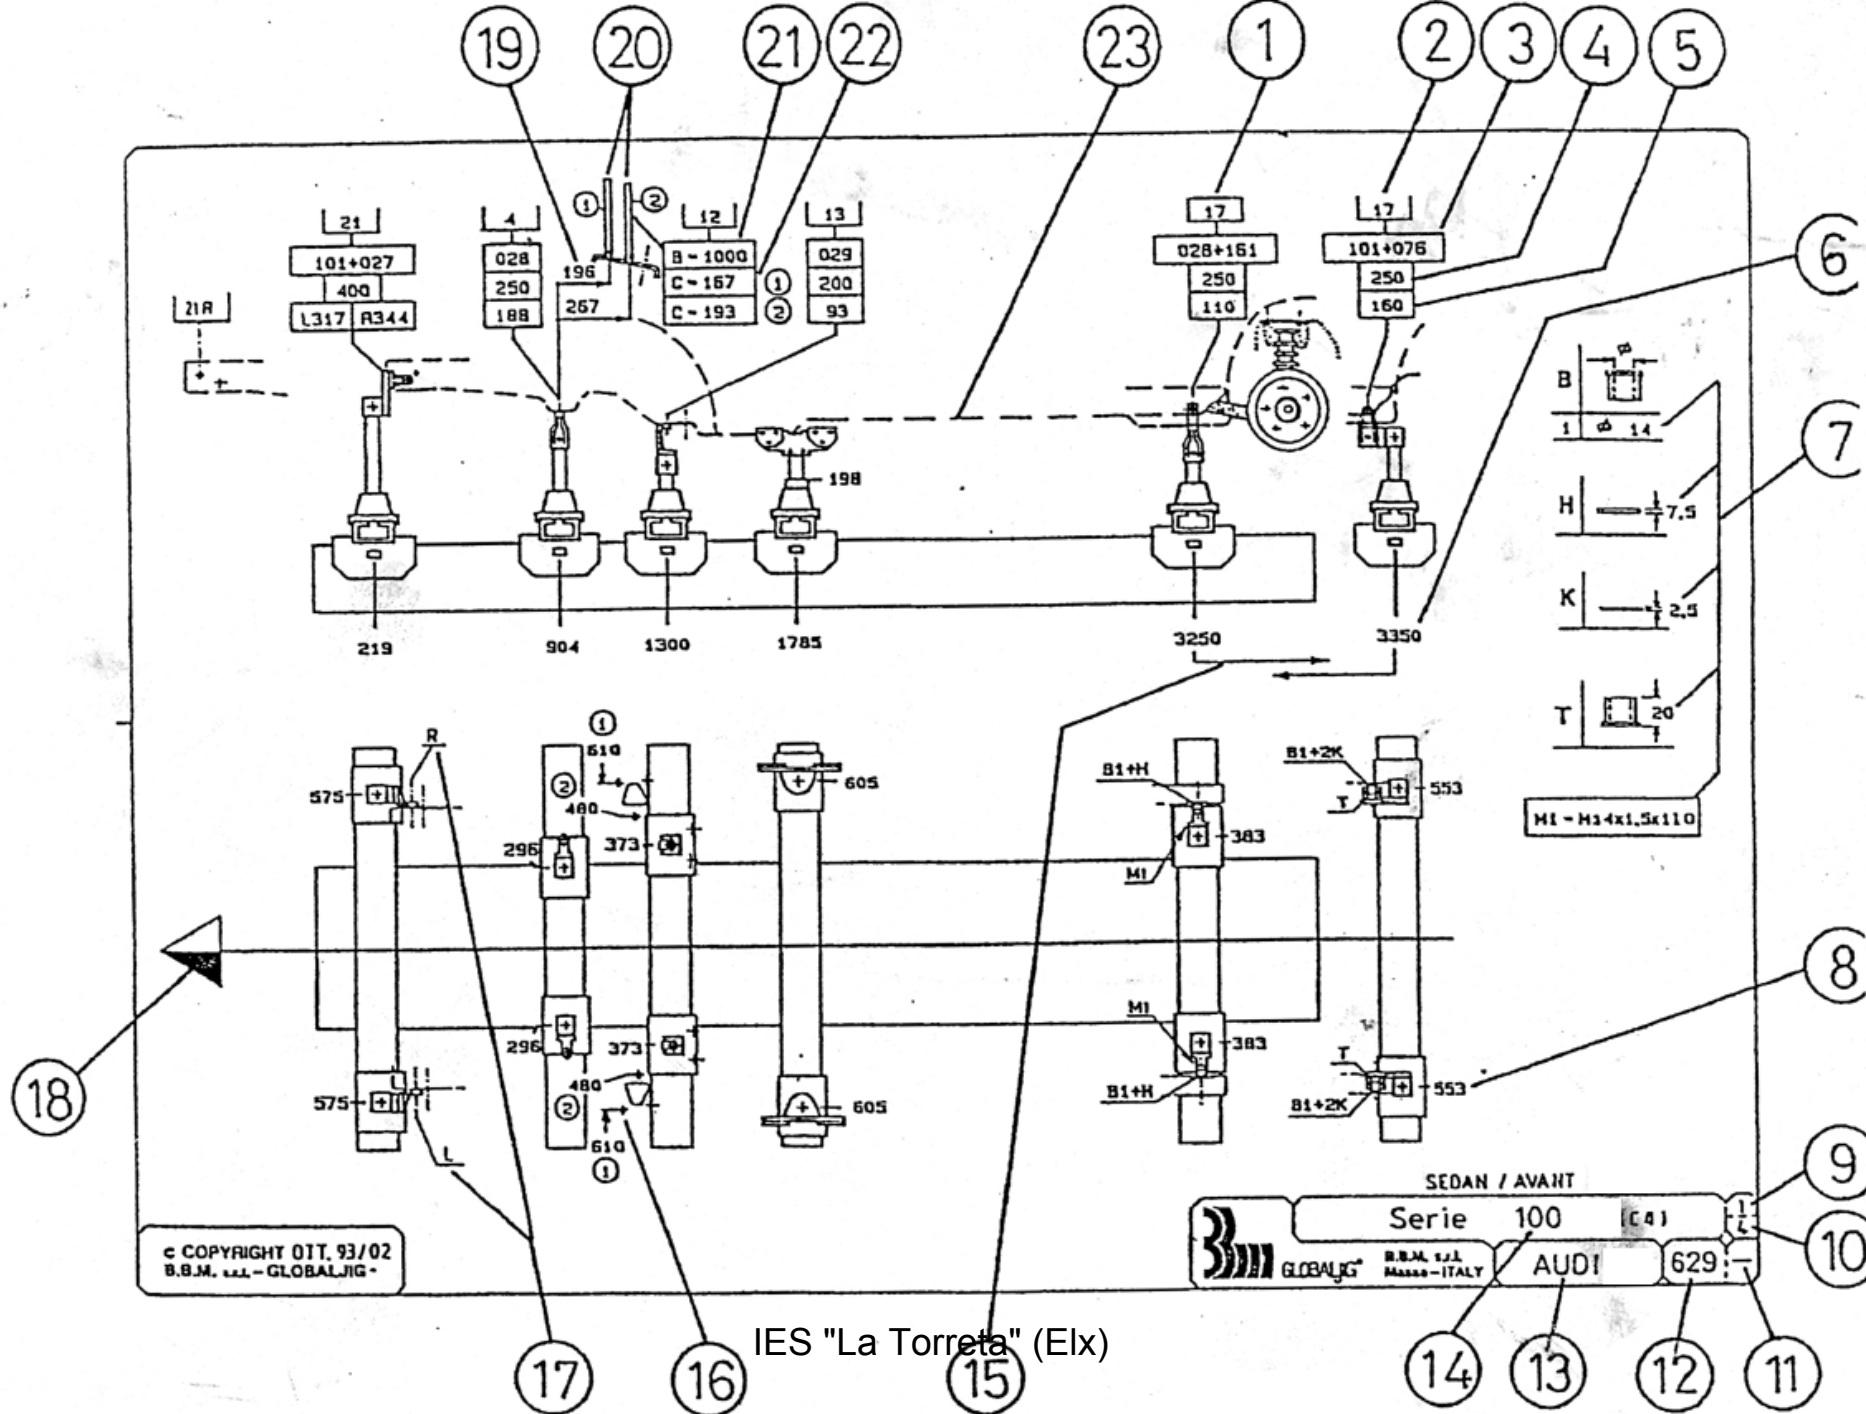 19 20 21 22 23 1 2 3 4 5
1 2
21 4 12 13 17 17
101+027 028 196 B-1000 029 028+161 101+076
400 250 267 C-167 1 200 250 250
L317 R344 188 C-193 2 93 110 160
21R
6
B Ø
1 Ø 14
7
H 7,5
198
K 2,5
219 904 1300 1785 3250 3350
T 20
R
1
610
2
480
575 296 373 605 B1+H M1 383 B1+2K T 553
M1 - M14x1,5x110
18
575 296 373 605 M1 B1+H 383 T B1+2K 553
8
480
2
610
1
L
SEDAN / AVANT
Serie 100 (C4) 1
4
9
10
GLOBALJIG® B.B.M. s.r.l.
Massa-ITALY AUDI 629 —
c COPYRIGHT OTT. 93/02
B.B.M. s.r.l. - GLOBALJIG -
IES "La Torreta" (Elx)
17 16 15 14 13 12 11